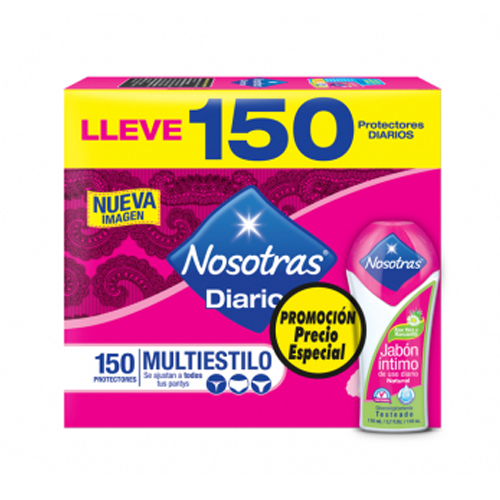 LLEVE 150 Protectores
DIARIOS
NUEVA
IMAGEN
Nosotras
Diario
150
PROTECTORES
MULTIESTILO
Se ajustan a todos
tus pantys
PROMOCIÓN
Precio
Especial
Nosotras
Jabón
íntimo
de uso diario
Natural
Testeado